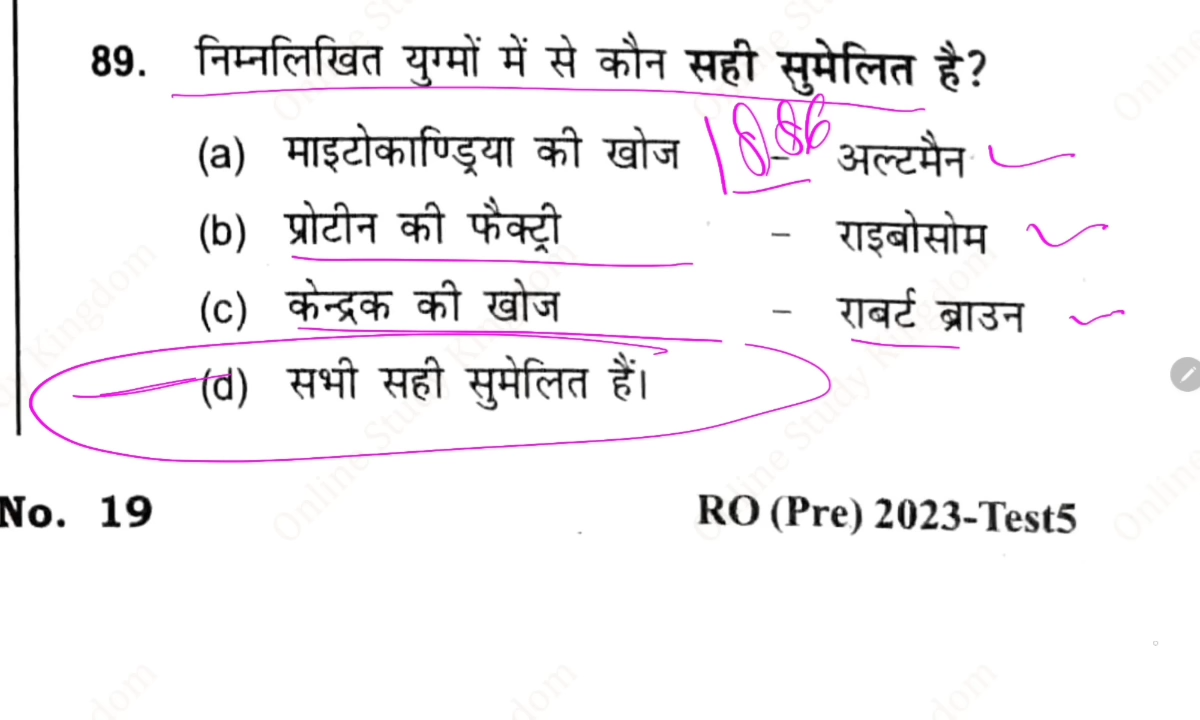 89. निम्नलिखित युग्मों में से कौन सही सुमेलित है?
(a) माइटोकाण्ड्रिया की खोज 1886 – अल्टमैन
(b) प्रोटीन की फैक्ट्री – राइबोसोम
(c) केन्द्रक की खोज – राबर्ट ब्राउन
(d) सभी सही सुमेलित हैं।
No. 19 RO (Pre) 2023-Test5